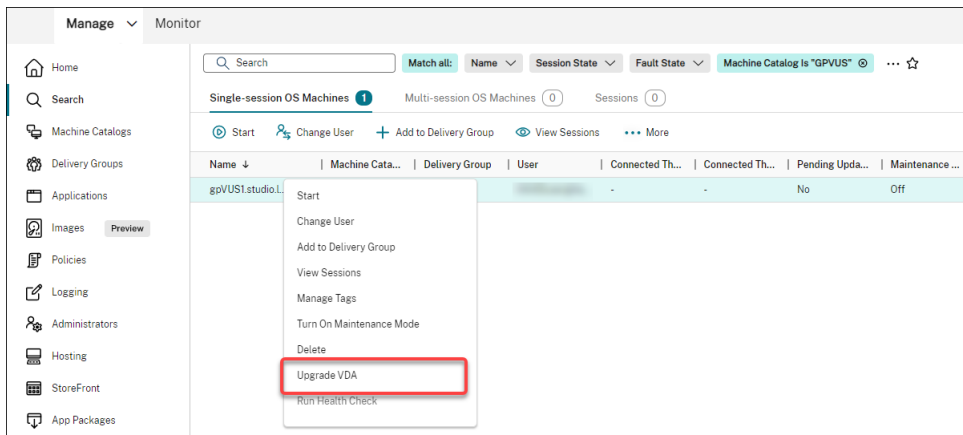 Manage Monitor
Home
Search
Machine Catalogs
Delivery Groups
Applications
Images Preview
Policies
Logging
Administrators
Hosting
StoreFront
App Packages
Search Match all: Name Session State Fault State Machine Catalog Is "GPVUS" ...
Single-session OS Machines 1 Multi-session OS Machines 0 Sessions 0
Start Change User Add to Delivery Group View Sessions ... More
Name ↓ Machine Cata... Delivery Group User Connected Th... Connected Th... Pending Upda... Maintenance ...
gpVUS1.studio.l... - - No Off
Start
Change User
Add to Delivery Group
View Sessions
Manage Tags
Turn On Maintenance Mode
Delete
Upgrade VDA
Run Health Check